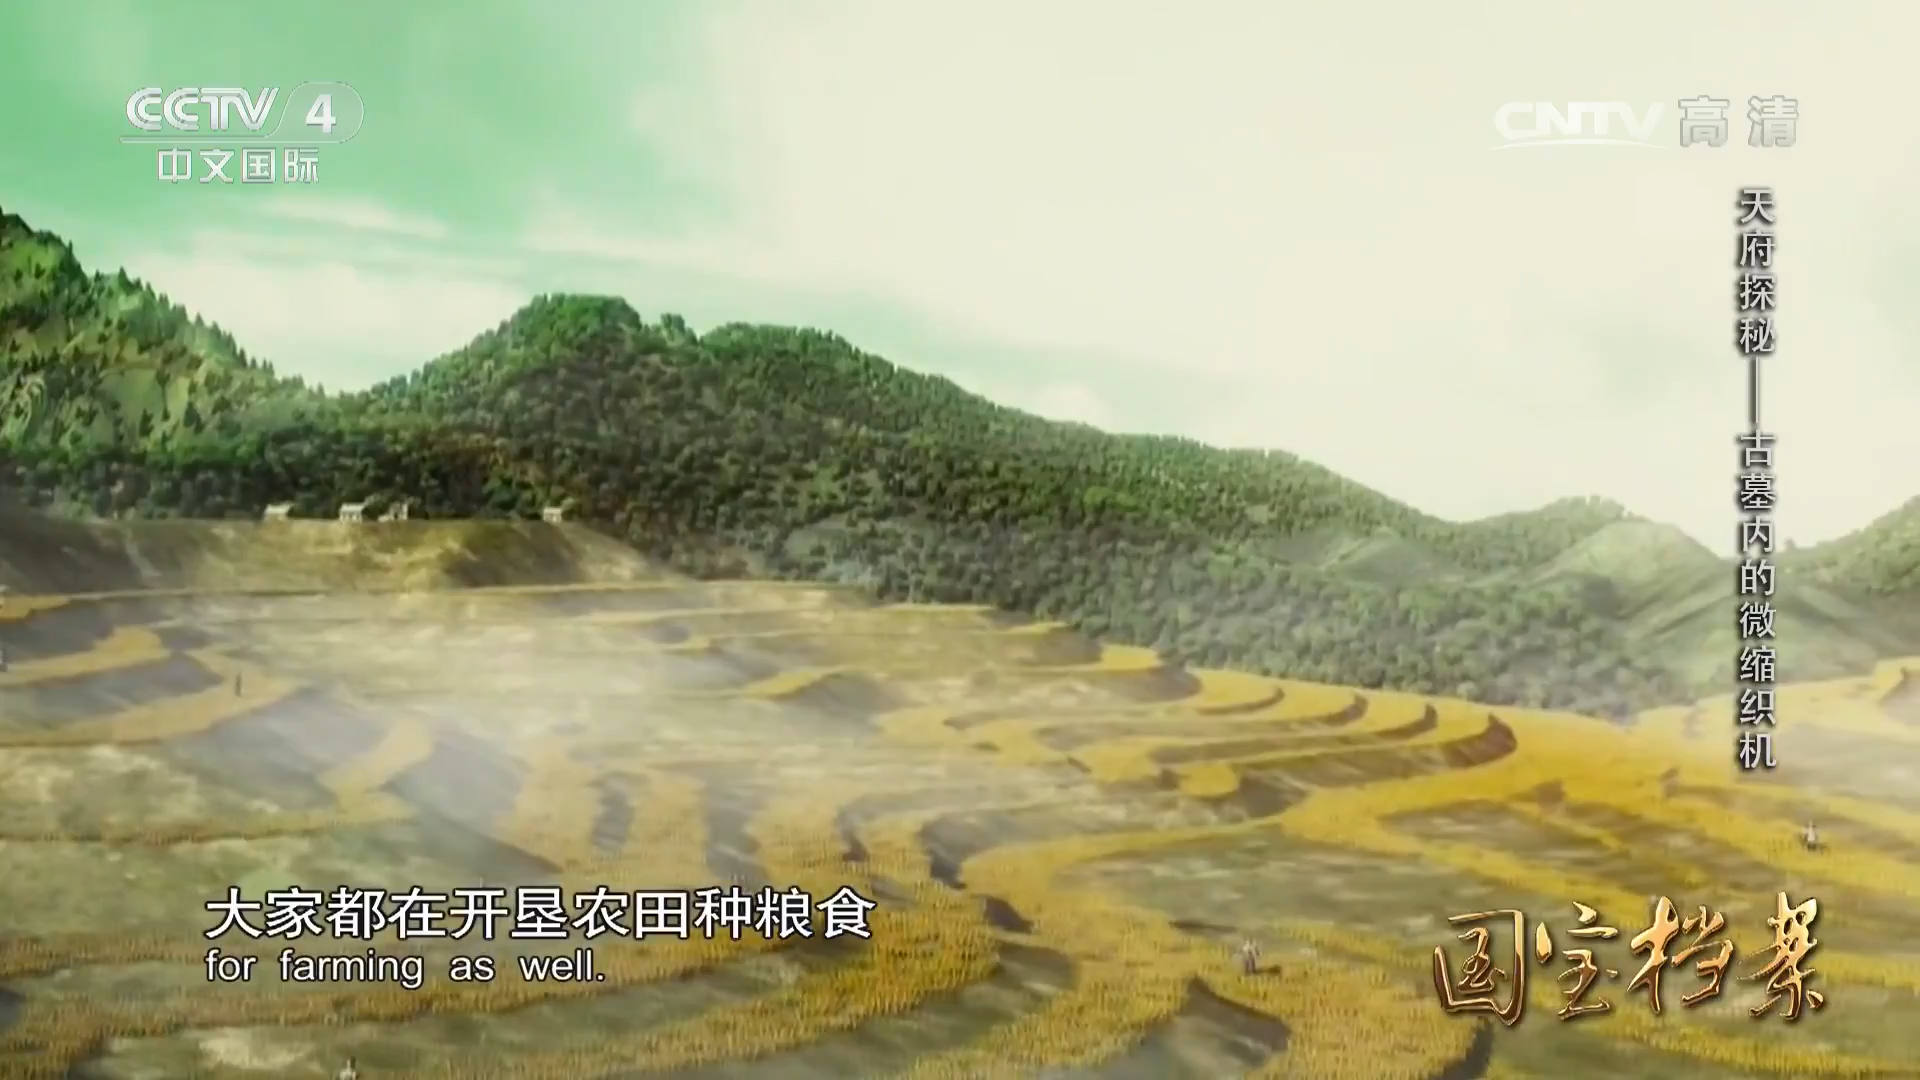 CCTV 4
中文国际
CNTV 高清
天府探秘——古墓内的微缩织机
大家都在开垦农田种粮食
for farming as well.
国宝档案